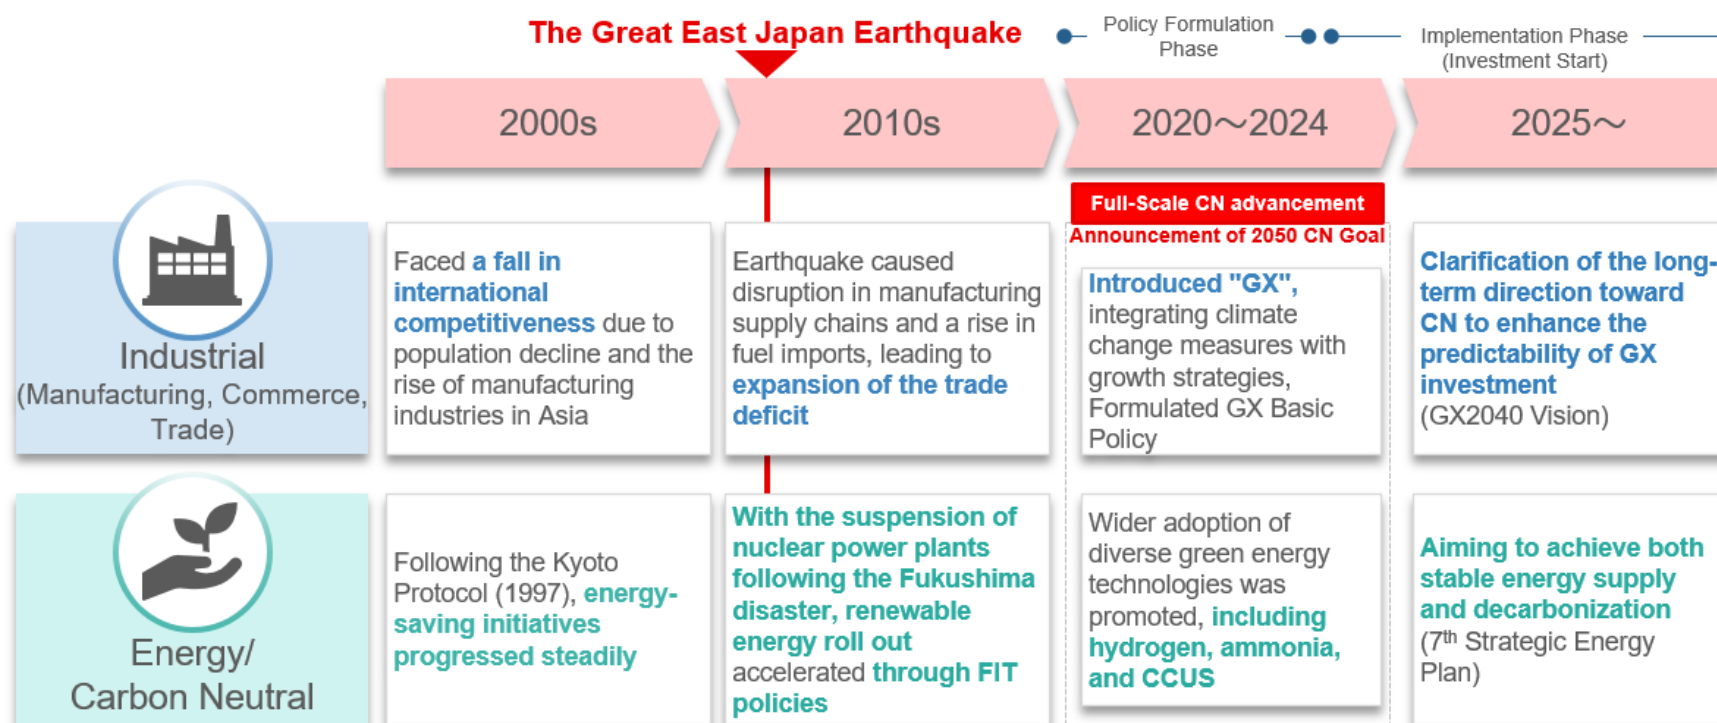 The Great East Japan Earthquake
Policy Formulation
Phase
Implementation Phase
(Investment Start)
2000s
2010s
2020～2024
2025～
Full-Scale CN advancement
Announcement of 2050 CN Goal
Industrial
(Manufacturing, Commerce,
Trade)
Faced a fall in
international
competitiveness due to
population decline and the
rise of manufacturing
industries in Asia
Earthquake caused
disruption in manufacturing
supply chains and a rise in
fuel imports, leading to
expansion of the trade
deficit
Introduced "GX",
integrating climate
change measures with
growth strategies,
Formulated GX Basic
Policy
Clarification of the long-
term direction toward
CN to enhance the
predictability of GX
investment
(GX2040 Vision)
Energy/
Carbon Neutral
Following the Kyoto
Protocol (1997), energy-
saving initiatives
progressed steadily
With the suspension of
nuclear power plants
following the Fukushima
disaster, renewable
energy roll out
accelerated through FIT
policies
Wider adoption of
diverse green energy
technologies was
promoted, including
hydrogen, ammonia,
and CCUS
Aiming to achieve both
stable energy supply
and decarbonization
(7th Strategic Energy
Plan)